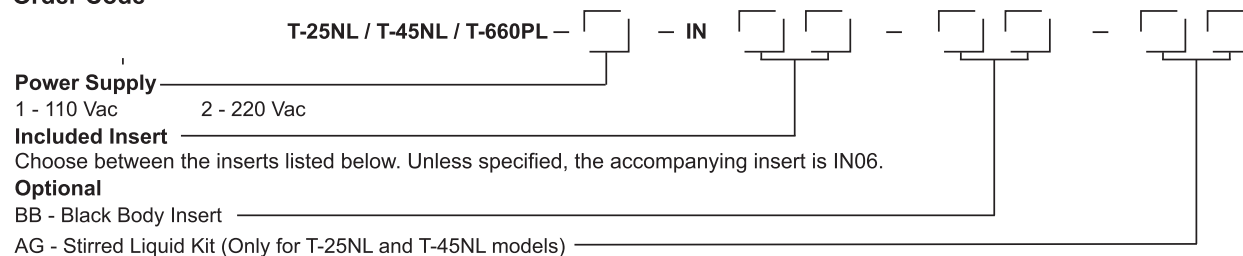 Order Code
T-25NL / T-45NL / T-660PL – – IN – –
Power Supply
1 - 110 Vac 2 - 220 Vac
Included Insert
Choose between the inserts listed below. Unless specified, the accompanying insert is IN06.
Optional
BB - Black Body Insert
AG - Stirred Liquid Kit (Only for T-25NL and T-45NL models)